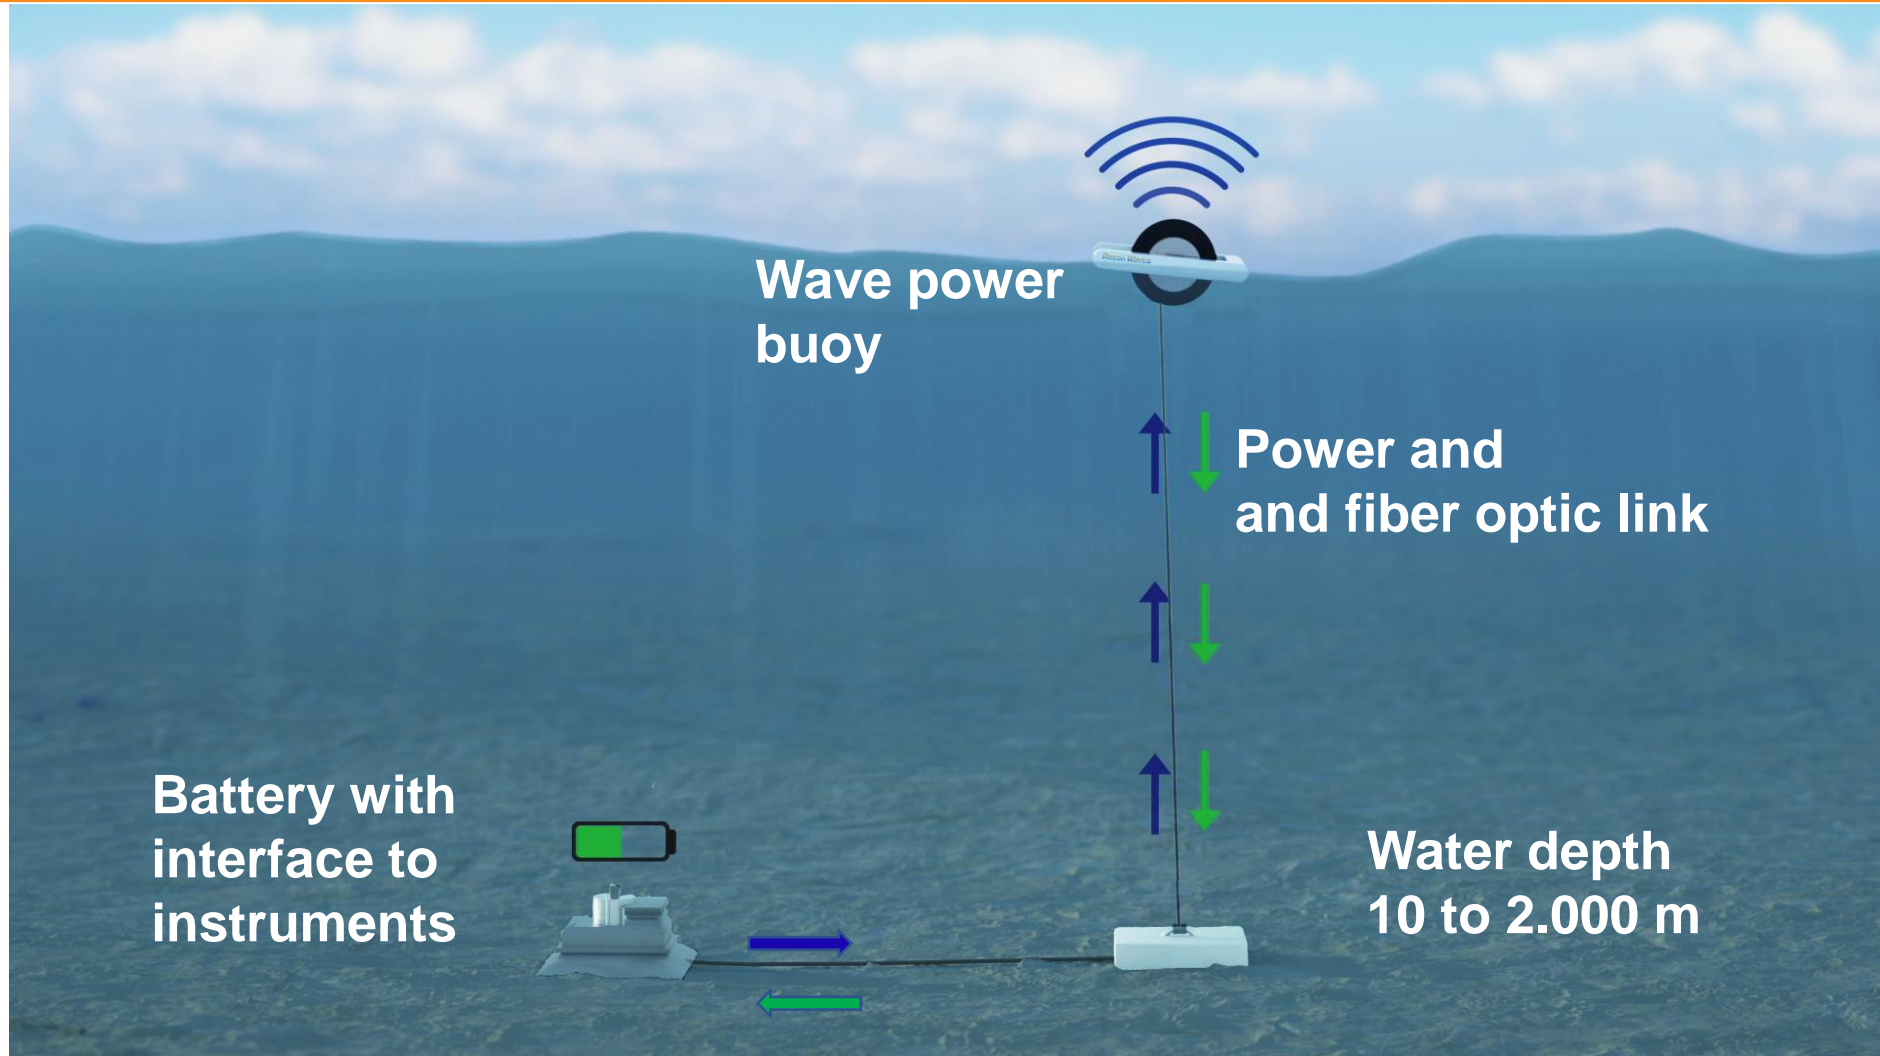 Wave power
buoy
Power and
and fiber optic link
Battery with
interface to
instruments
Water depth
10 to 2.000 m